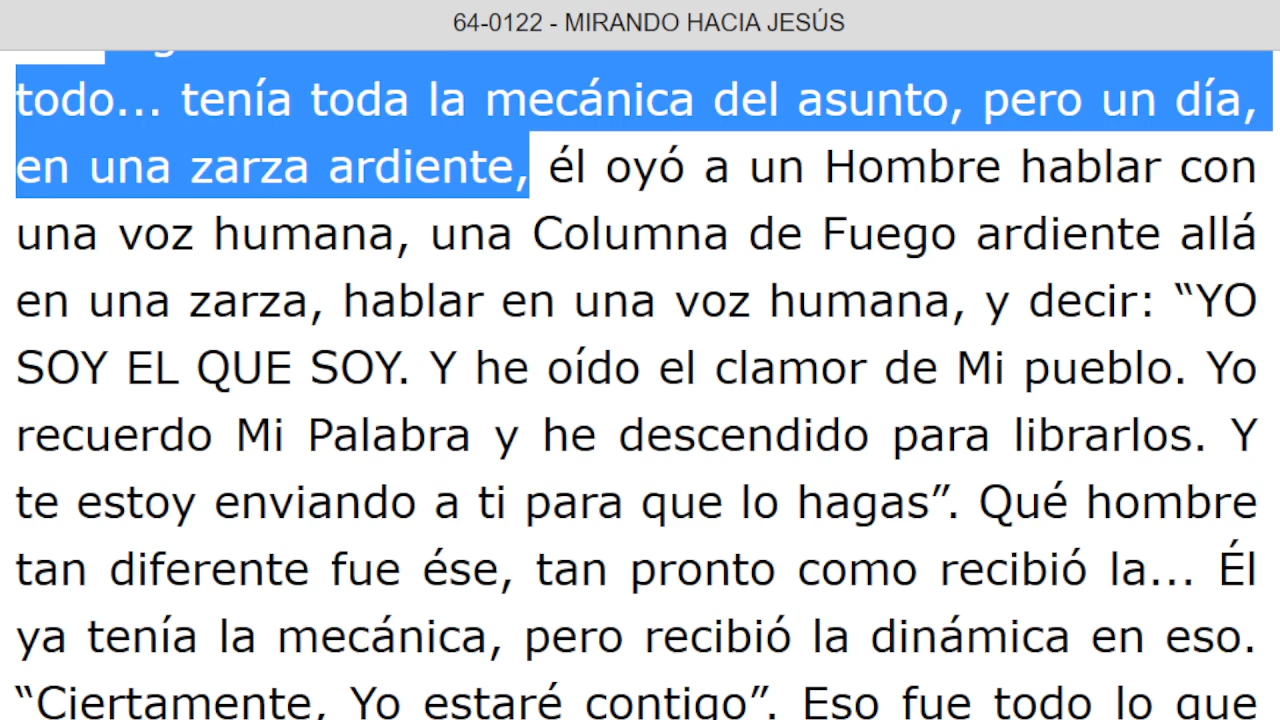 64-0122 - MIRANDO HACIA JESÚS
todo... tenía toda la mecánica del asunto, pero un día,
en una zarza ardiente, él oyó a un Hombre hablar con
una voz humana, una Columna de Fuego ardiente allá
en una zarza, hablar en una voz humana, y decir: “YO
SOY EL QUE SOY. Y he oído el clamor de Mi pueblo. Yo
recuerdo Mi Palabra y he descendido para librarlos. Y
te estoy enviando a ti para que lo hagas”. Qué hombre
tan diferente fue ése, tan pronto como recibió la... Él
ya tenía la mecánica, pero recibió la dinámica en eso.
“Ciertamente, Yo estaré contigo”. Eso fue todo lo que